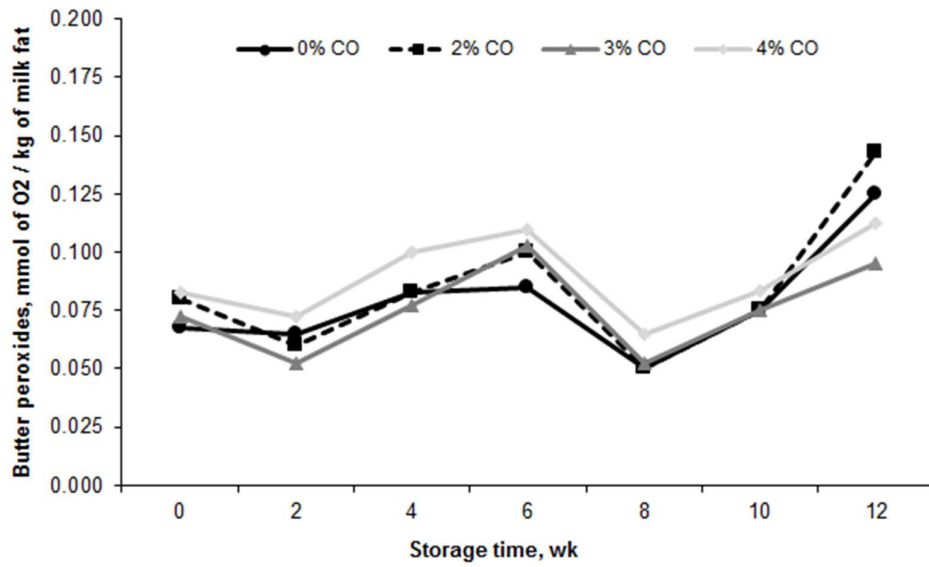 0% CO 2% CO 3% CO 4% CO
Butter peroxides, mmol of O2 / kg of milk fat
0.200
0.175
0.150
0.125
0.100
0.075
0.050
0.025
0.000
0 2 4 6 8 10 12
Storage time, wk